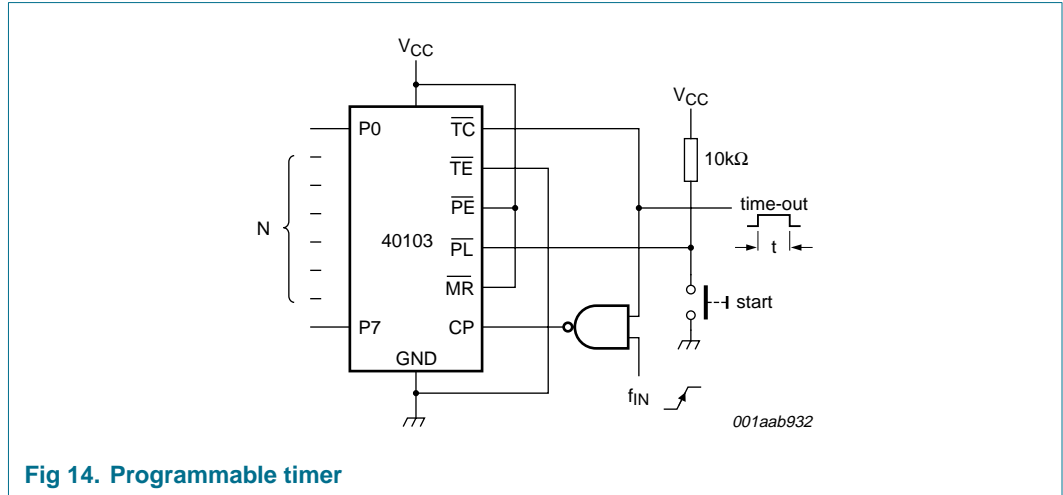 VCC
VCC
P0
TC
TE
10kΩ
PE
time-out
N
40103
PL
t
MR
start
P7
CP
GND
fIN
001aab932
Fig 14. Programmable timer